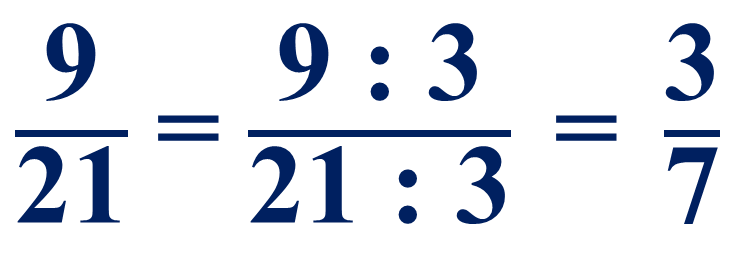 9/21 = (9 : 3)/(21 : 3) = 3/7